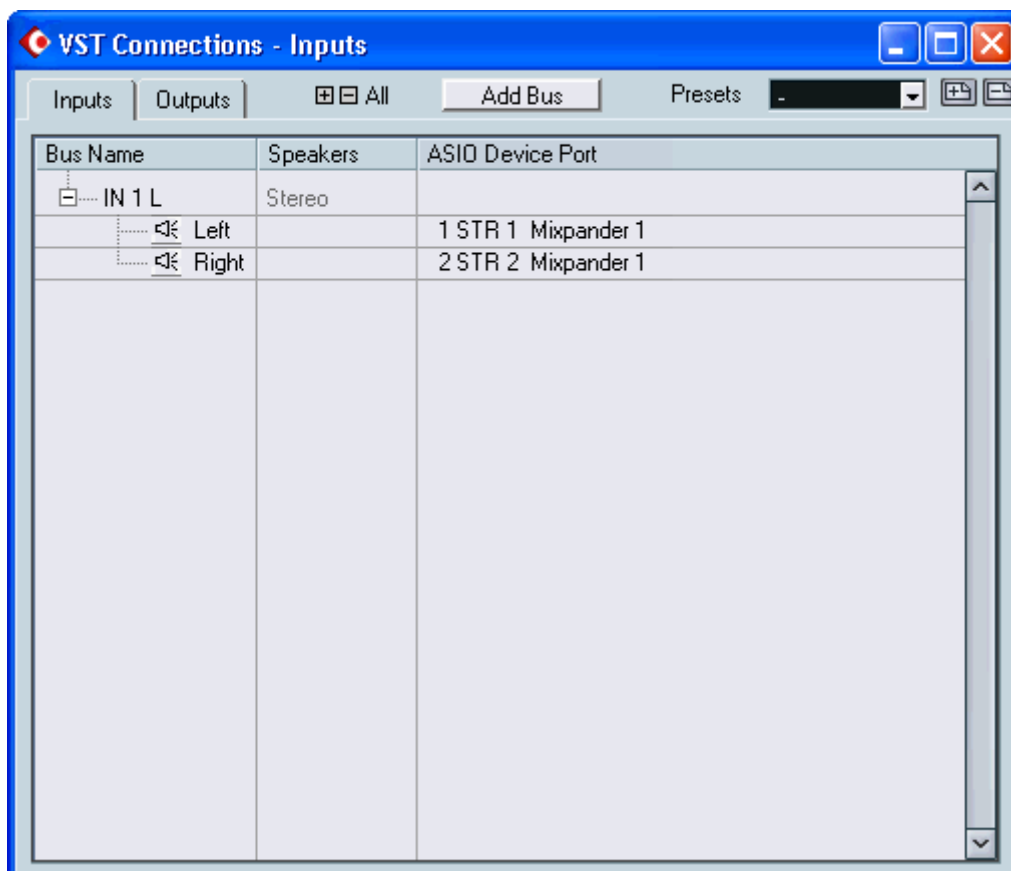 VST Connections - Inputs
Inputs Outputs All Add Bus Presets -
Bus Name Speakers ASIO Device Port
IN 1 L Stereo
Left 1 STR 1 Mixpander 1
Right 2 STR 2 Mixpander 1